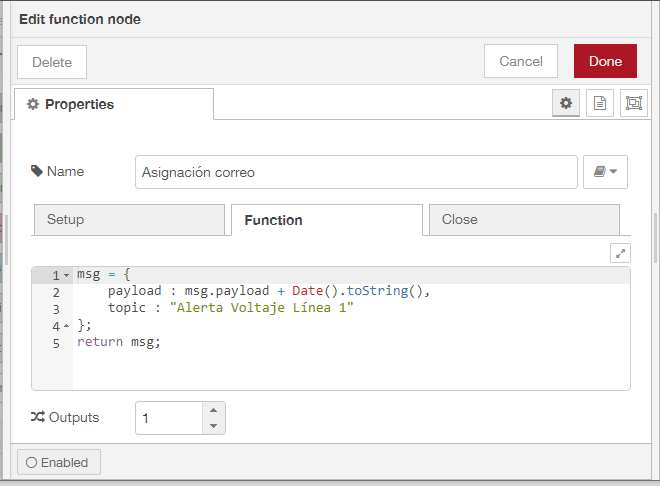 Edit function node
Delete
Cancel
Done
Properties
Name
Asignación correo
Setup
Function
Close
1 msg = {
2 payload : msg.payload + Date().toString(),
3 topic : "Alerta Voltaje Línea 1"
4 };
5 return msg;
Outputs
1
Enabled